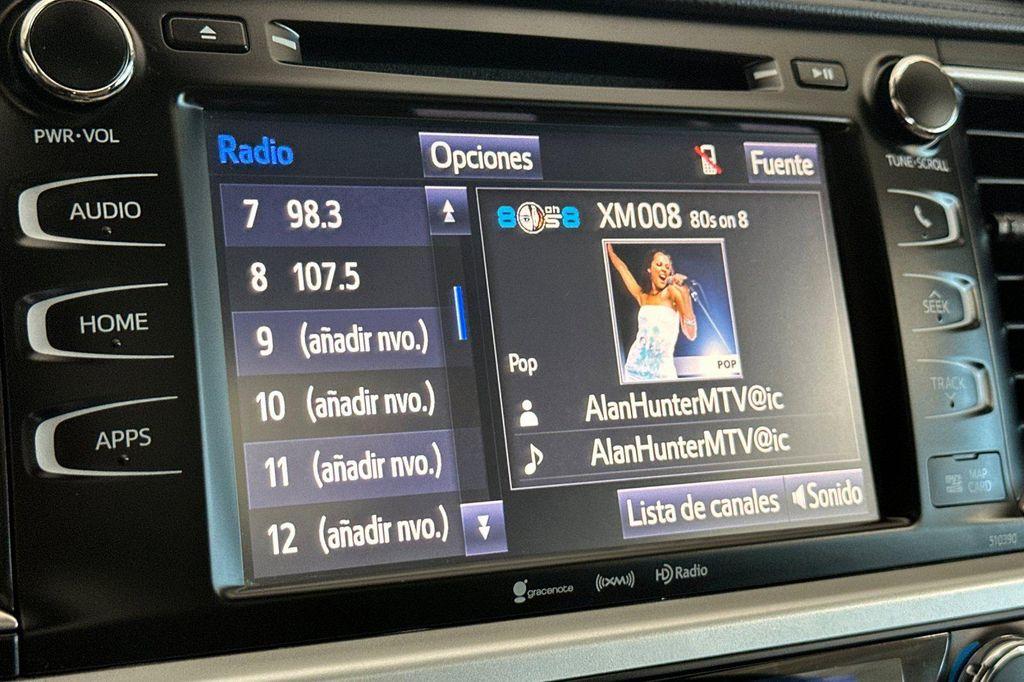 PWR•VOL
AUDIO
HOME
APPS
Radio
Opciones
Fuente
7 98.3
8 107.5
9 (añadir nvo.)
10 (añadir nvo.)
11 (añadir nvo.)
12 (añadir nvo.)
80s on 8
XM008 80s on 8
POP
Pop
AlanHunterMTV@ic
AlanHunterMTV@ic
Lista de canales
Sonido
TUNE•SCROLL
SEEK
TRACK
MAP
CARD
510390
gracenote
((XM))
HD Radio